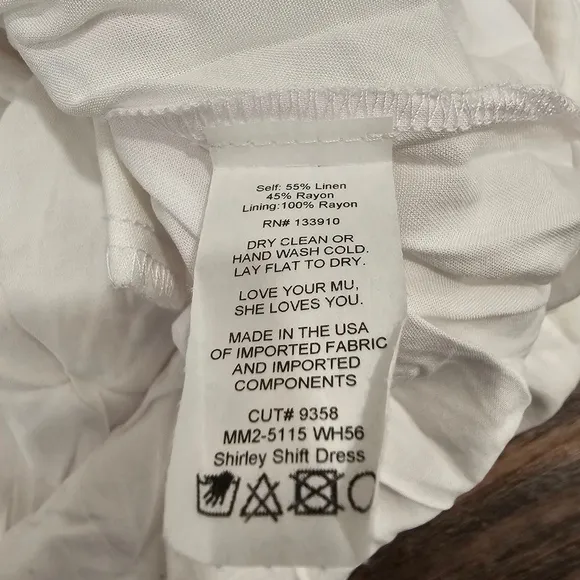 Self: 55% Linen
45% Rayon
Lining:100% Rayon
RN# 133910
DRY CLEAN OR
HAND WASH COLD.
LAY FLAT TO DRY.
LOVE YOUR MU,
SHE LOVES YOU.
MADE IN THE USA
OF IMPORTED FABRIC
AND IMPORTED
COMPONENTS
CUT# 9358
MM2-5115 WH56
Shirley Shift Dress